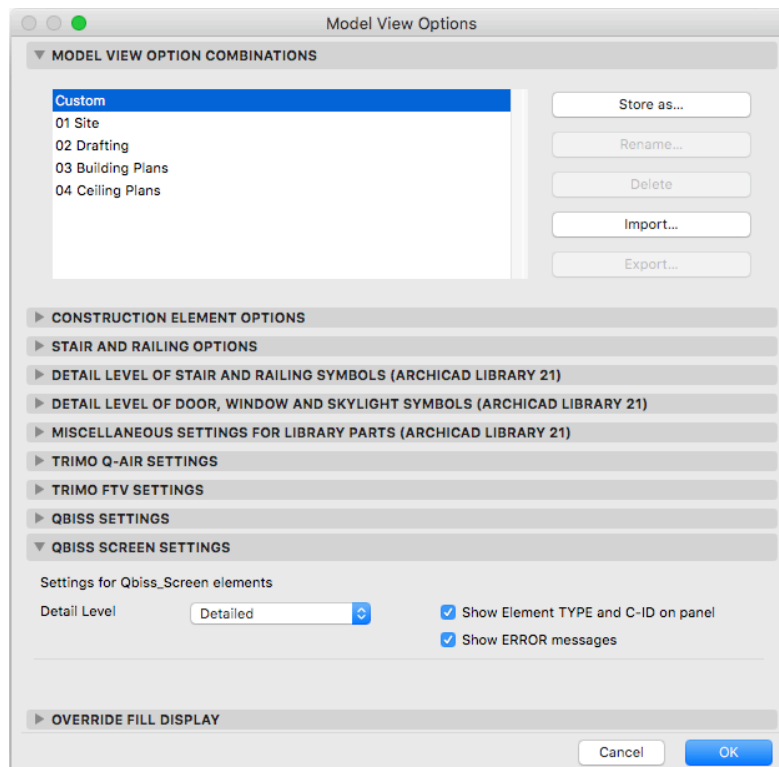 Model View Options
MODEL VIEW OPTION COMBINATIONS
Custom
01 Site
02 Drafting
03 Building Plans
04 Ceiling Plans
Store as...
Rename...
Delete
Import...
Export...
CONSTRUCTION ELEMENT OPTIONS
STAIR AND RAILING OPTIONS
DETAIL LEVEL OF STAIR AND RAILING SYMBOLS (ARCHICAD LIBRARY 21)
DETAIL LEVEL OF DOOR, WINDOW AND SKYLIGHT SYMBOLS (ARCHICAD LIBRARY 21)
MISCELLANEOUS SETTINGS FOR LIBRARY PARTS (ARCHICAD LIBRARY 21)
TRIMO Q-AIR SETTINGS
TRIMO FTV SETTINGS
QBISS SETTINGS
QBISS SCREEN SETTINGS
Settings for Qbiss_Screen elements
Detail Level Detailed Show Element TYPE and C-ID on panel
Show ERROR messages
OVERRIDE FILL DISPLAY
Cancel OK